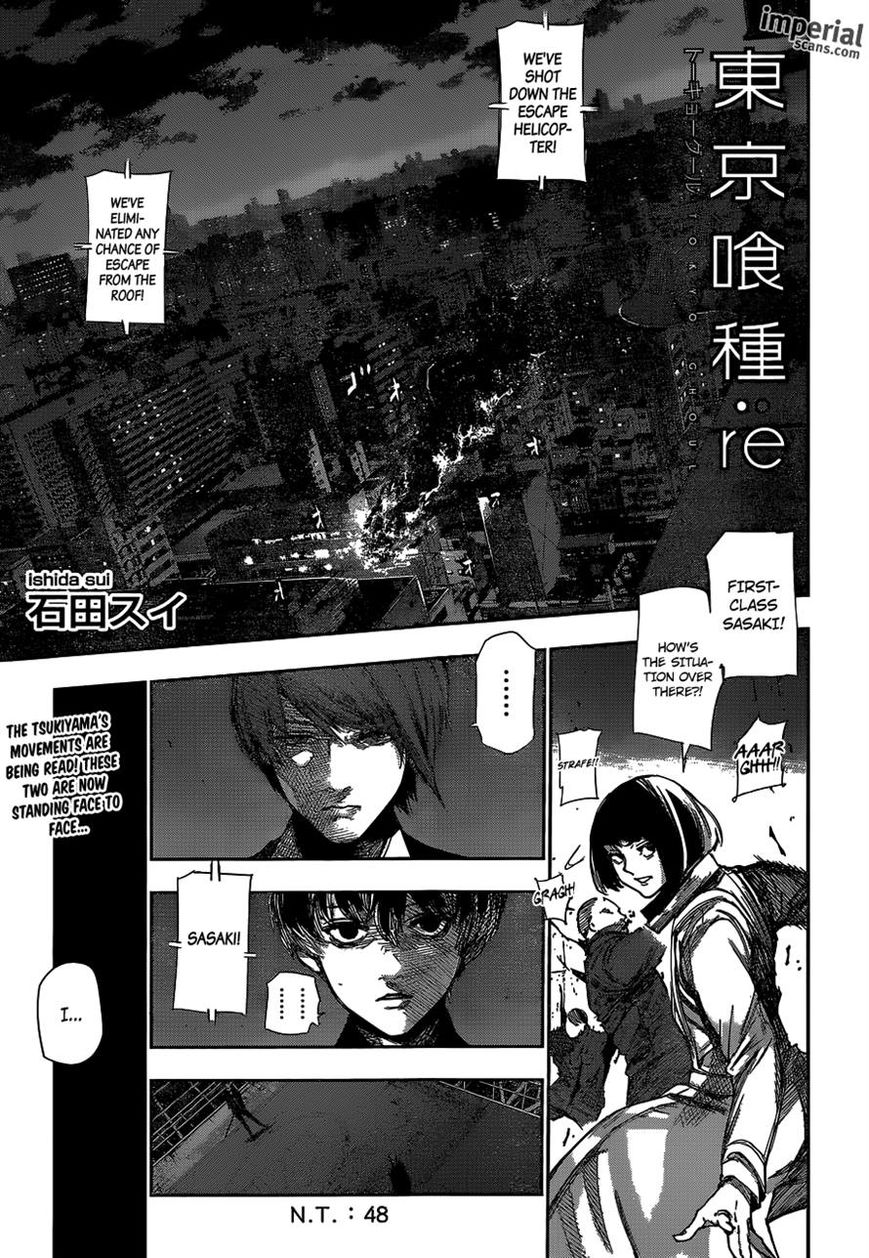 imperial
scans.com
東京喰種:re
トーキョーグール TOKYO GHOUL
WE'VE
SHOT
DOWN THE
ESCAPE
HELICOP-
TER!
WE'VE
ELIMI-
NATED ANY
CHANCE OF
ESCAPE
FROM THE
ROOF!
ゴ
オ
オ
オ
オ
ishida sui
石田スイ
FIRST-
CLASS
SASAKI!
HOW'S
THE SITUA-
TION OVER
THERE?!
AAAR
GHH!!
STRAFE!!
GRAGH!
......
THE TSUKIYAMA'S
MOVEMENTS ARE
BEING READ! THESE
TWO ARE NOW
STANDING FACE TO
FACE...
SASAKI!
I...
N.T. : 48